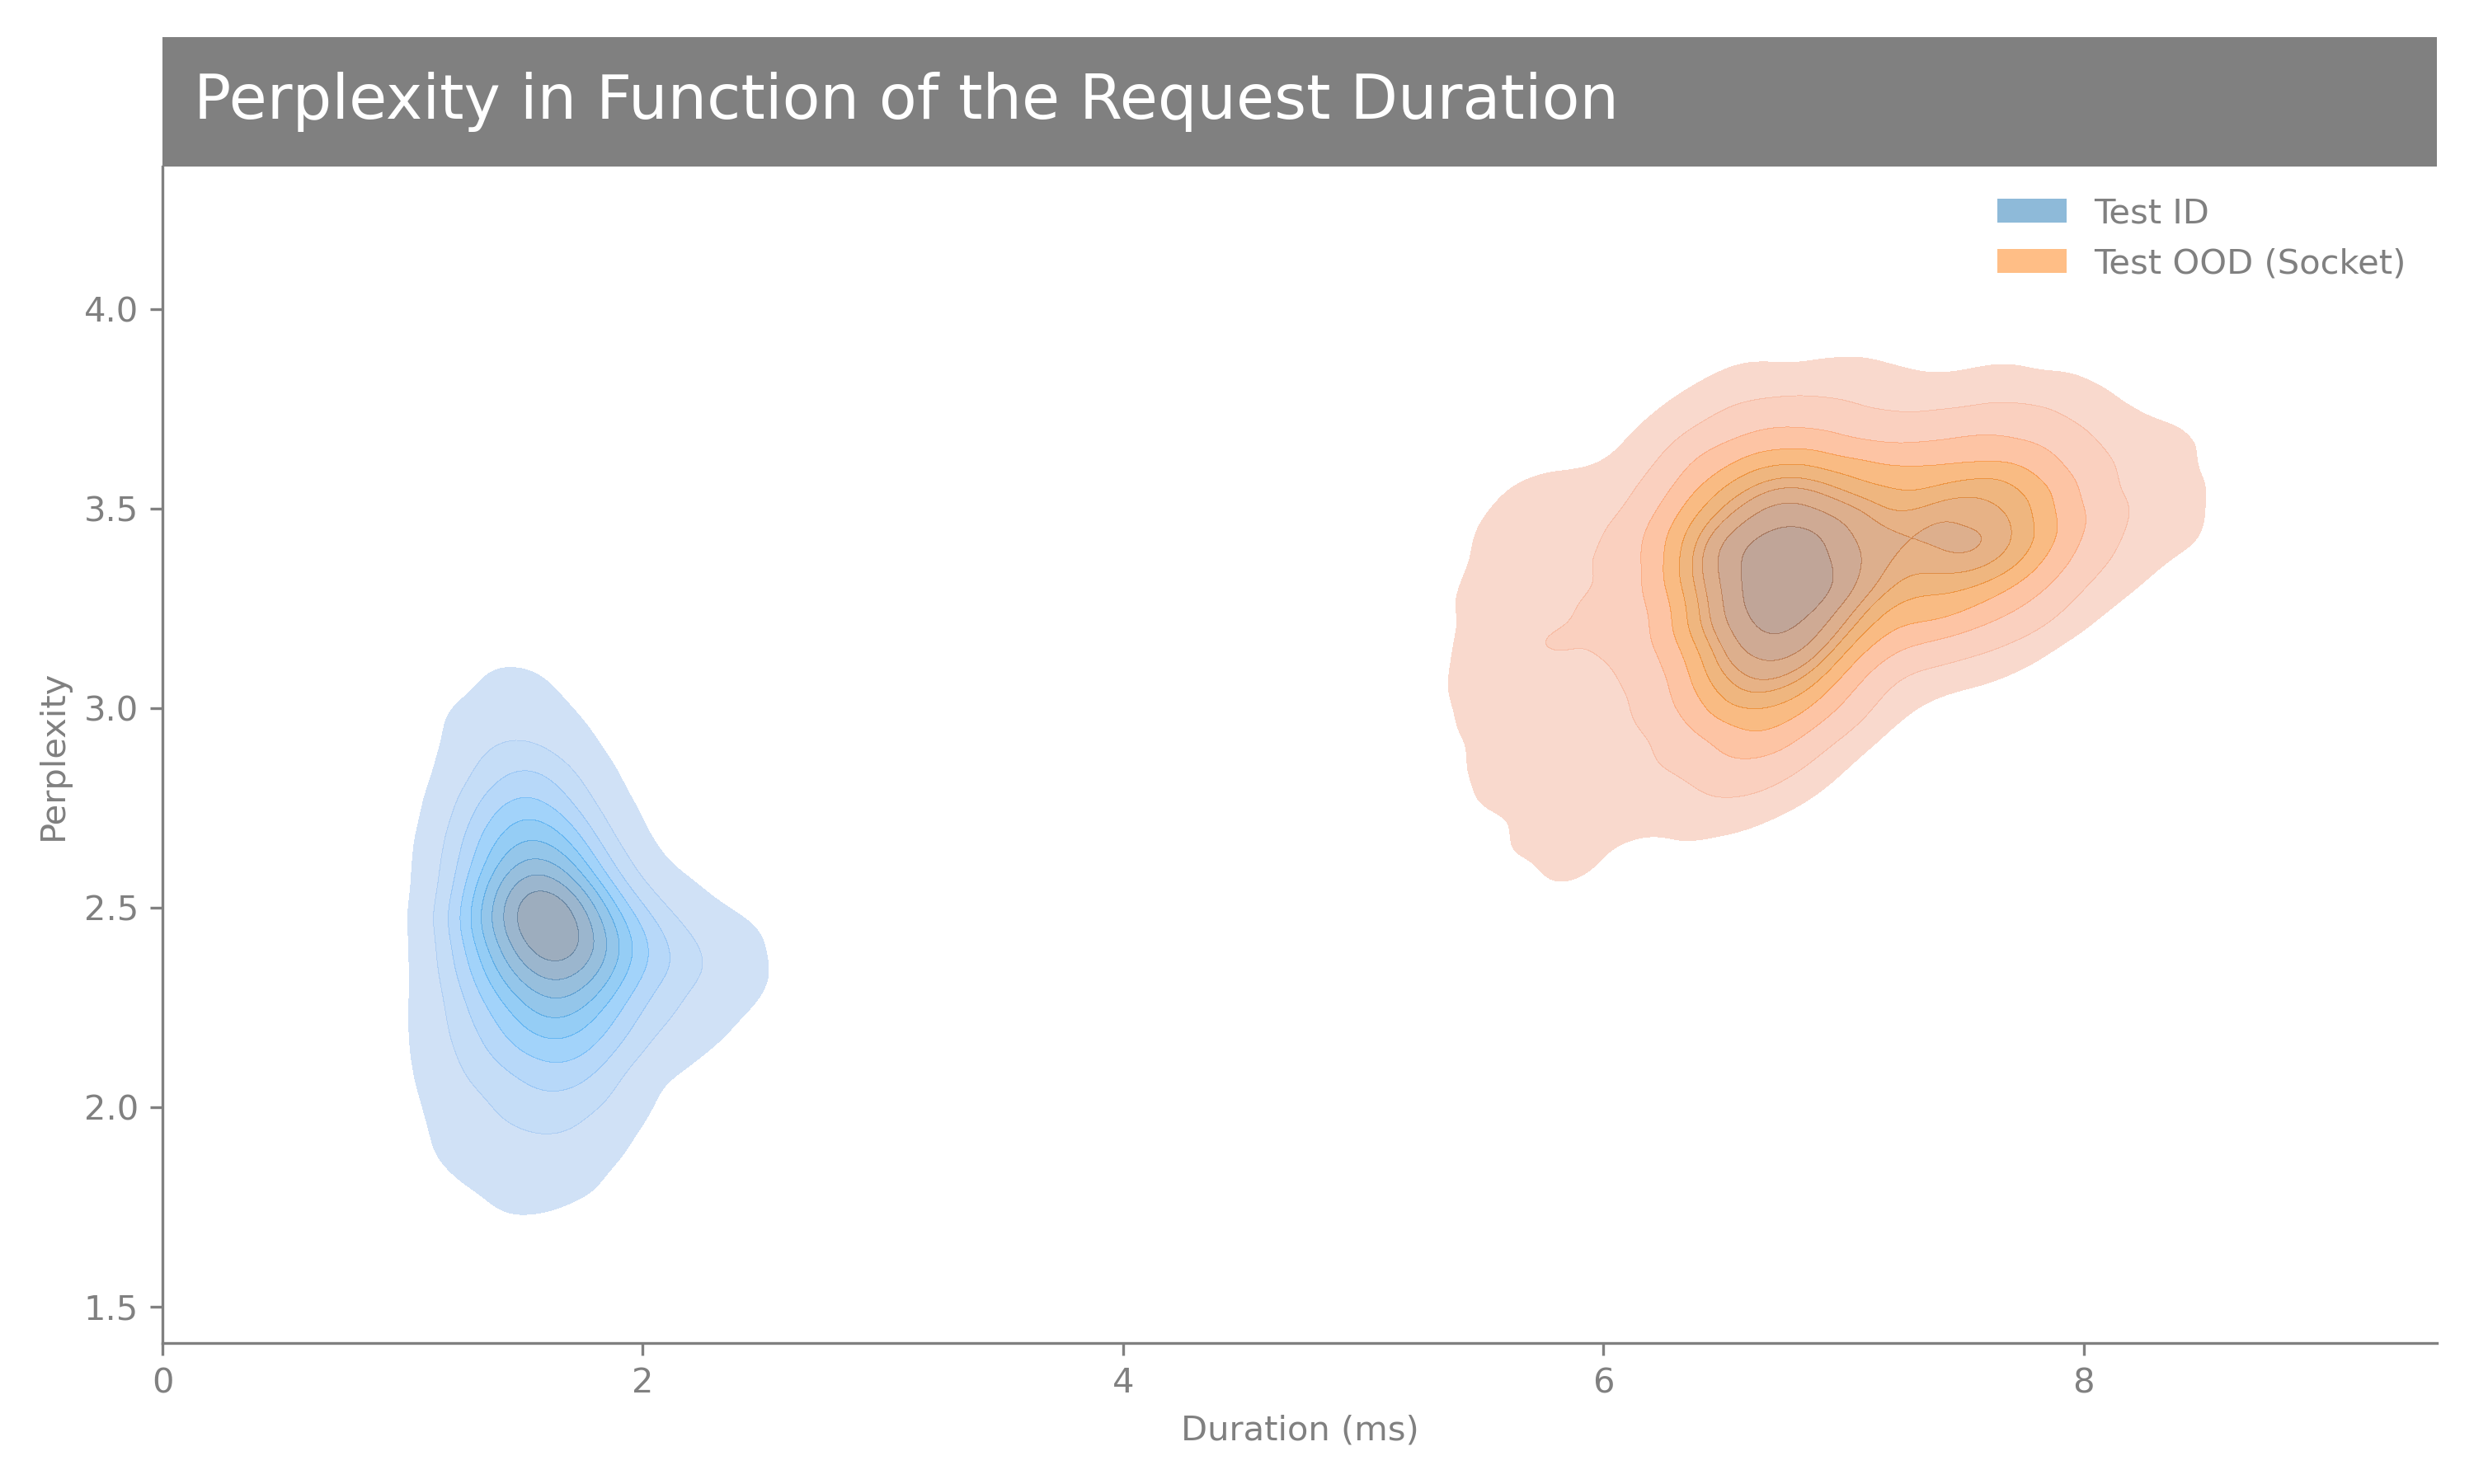 Perplexity in Function of the Request Duration
Test ID
Test OOD (Socket)
4.0
3.5
3.0
2.5
2.0
1.5
Perplexity
0 2 4 6 8
Duration (ms)